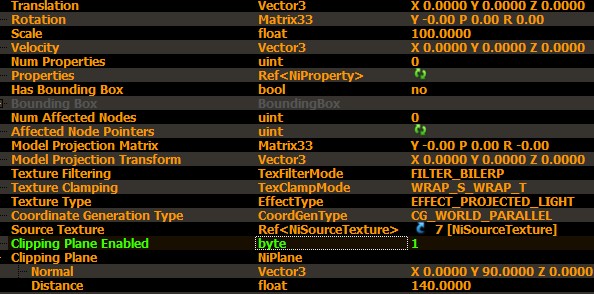 Translation Vector3 X 0.0000 Y 0.0000 Z 0.0000
Rotation Matrix33 Y -0.00 P 0.00 R 0.00
Scale float 100.0000
Velocity Vector3 X 0.0000 Y 0.0000 Z 0.0000
Num Properties uint 0
Properties Ref<NiProperty>
Has Bounding Box bool no
Bounding Box BoundingBox
Num Affected Nodes uint 0
Affected Node Pointers uint
Model Projection Matrix Matrix33 Y -0.00 P 0.00 R -0.00
Model Projection Transform Vector3 X 0.0000 Y 0.0000 Z 0.0000
Texture Filtering TexFilterMode FILTER_BILERP
Texture Clamping TexClampMode WRAP_S_WRAP_T
Texture Type EffectType EFFECT_PROJECTED_LIGHT
Coordinate Generation Type CoordGenType CG_WORLD_PARALLEL
Source Texture Ref<NiSourceTexture> 7 [NiSourceTexture]
Clipping Plane Enabled byte 1
Clipping Plane NiPlane
Normal Vector3 X 0.0000 Y 90.0000 Z 0.0000
Distance float 140.0000